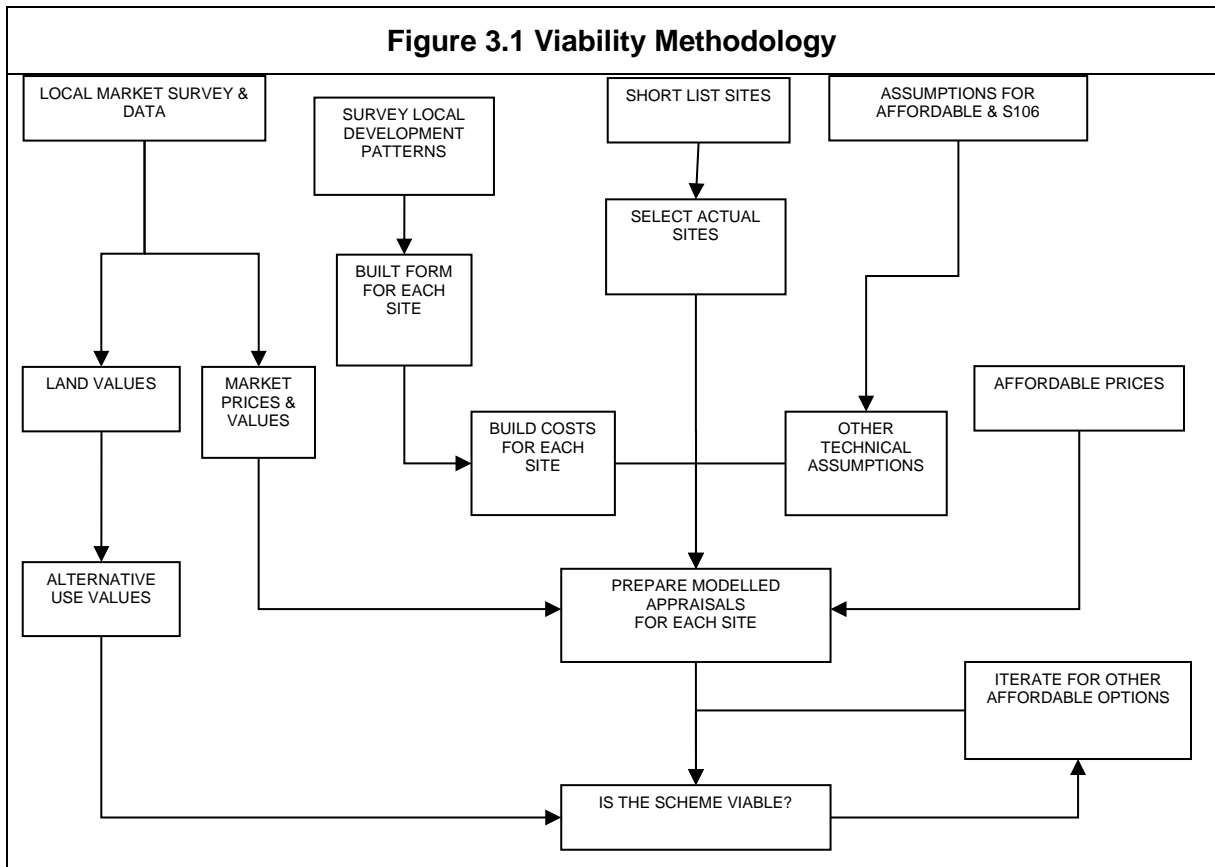 Figure 3.1 Viability Methodology
LOCAL MARKET SURVEY &
DATA
SURVEY LOCAL
DEVELOPMENT
PATTERNS
SHORT LIST SITES
ASSUMPTIONS FOR
AFFORDABLE & S106
SELECT ACTUAL
SITES
BUILT FORM
FOR EACH
SITE
LAND VALUES
MARKET
PRICES &
VALUES
AFFORDABLE PRICES
BUILD COSTS
FOR EACH
SITE
OTHER
TECHNICAL
ASSUMPTIONS
ALTERNATIVE
USE VALUES
PREPARE MODELLED
APPRAISALS
FOR EACH SITE
ITERATE FOR OTHER
AFFORDABLE OPTIONS
IS THE SCHEME VIABLE?